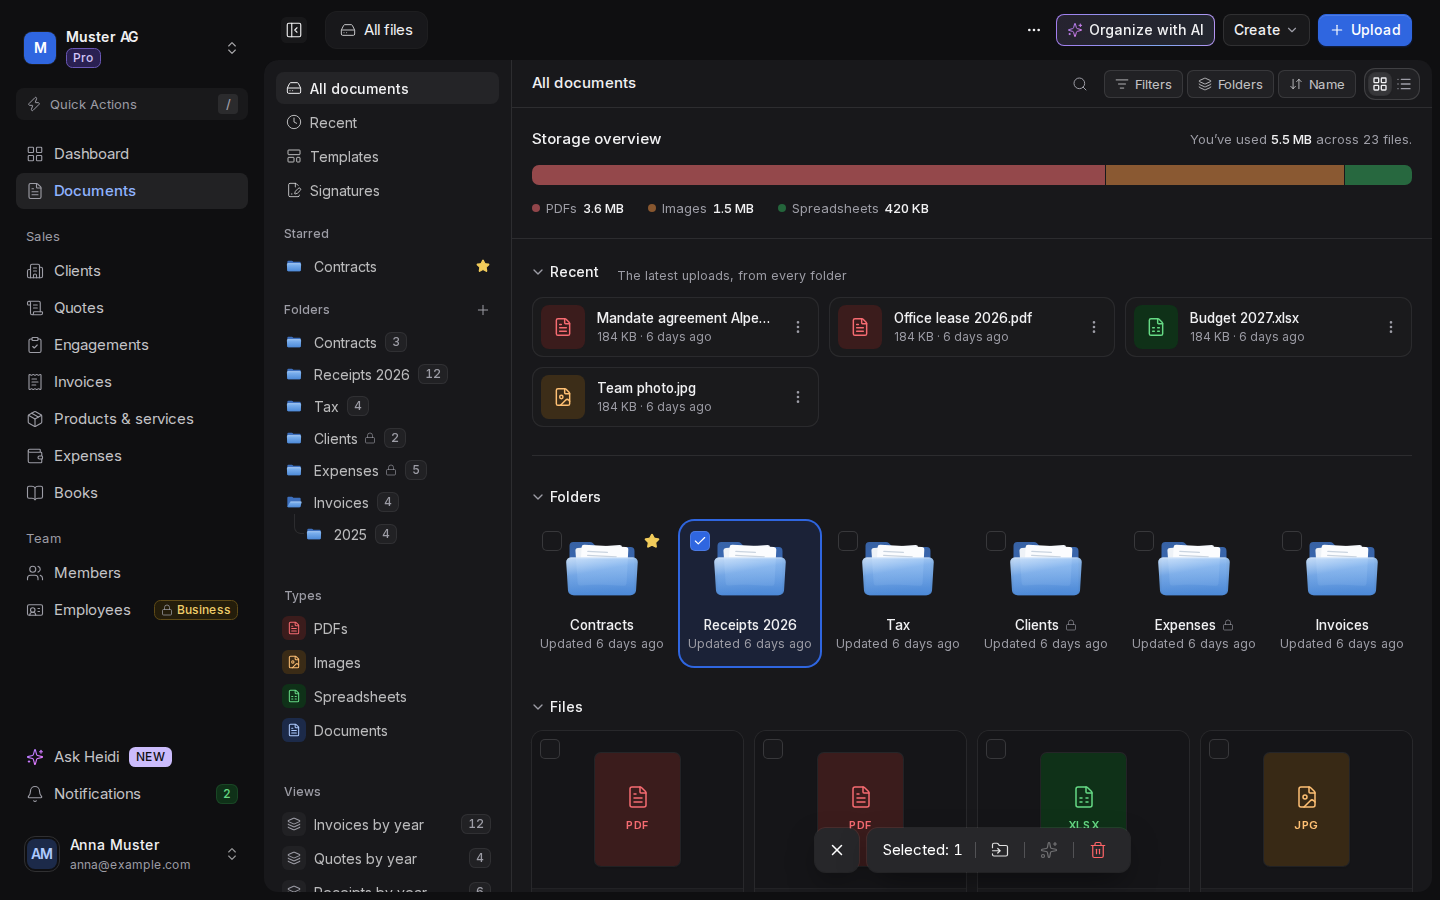 M
Muster AG
Pro
Quick Actions
/
Dashboard
Documents
Sales
Clients
Quotes
Engagements
Invoices
Products & services
Expenses
Books
Team
Members
Employees
Business
Ask Heidi
NEW
Notifications
2
AM
Anna Muster
anna@example.com
All files
Organize with AI
Create
Upload
All documents
Recent
Templates
Signatures
Starred
Contracts
Folders
Contracts 3
Receipts 2026 12
Tax 4
Clients 2
Expenses 5
Invoices 4
2025 4
Types
PDFs
Images
Spreadsheets
Documents
Views
Invoices by year 12
Quotes by year 4
Receipts by year 6
All documents
Filters
Folders
Name
Storage overview
You've used 5.5 MB across 23 files.
PDFs 3.6 MB
Images 1.5 MB
Spreadsheets 420 KB
Recent
The latest uploads, from every folder
Mandate agreement Alpe…
184 KB · 6 days ago
Office lease 2026.pdf
184 KB · 6 days ago
Budget 2027.xlsx
184 KB · 6 days ago
Team photo.jpg
184 KB · 6 days ago
Folders
Contracts
Updated 6 days ago
Receipts 2026
Updated 6 days ago
Tax
Updated 6 days ago
Clients
Updated 6 days ago
Expenses
Updated 6 days ago
Invoices
Updated 6 days ago
Files
PDF
PDF
XLSX
JPG
Selected: 1